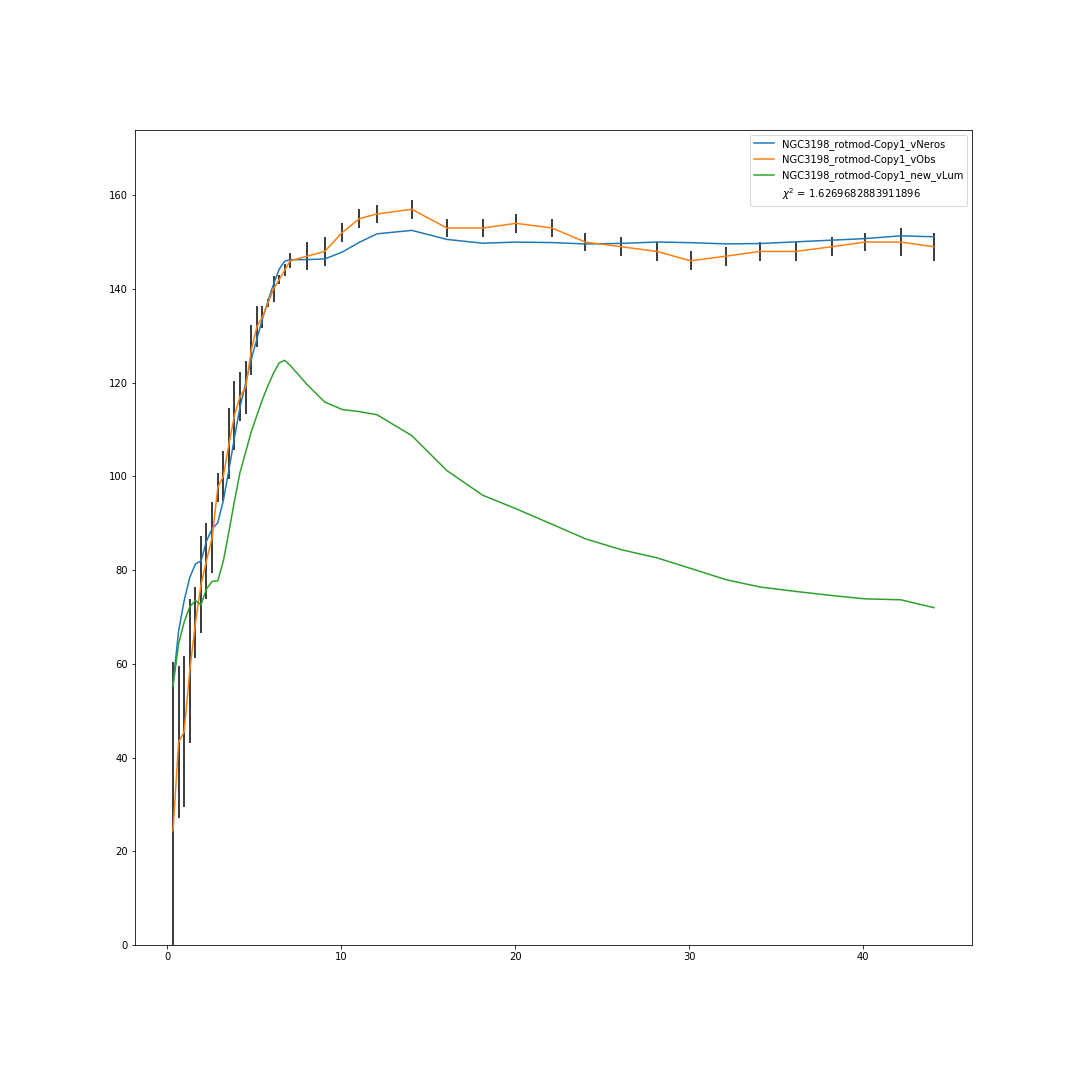 NGC3198_rotmod-Copy1_vNeros
NGC3198_rotmod-Copy1_vObs
NGC3198_rotmod-Copy1_new_vLum
χ² = 1.6269682883911896
160
140
120
100
80
60
40
20
0
0 10 20 30 40